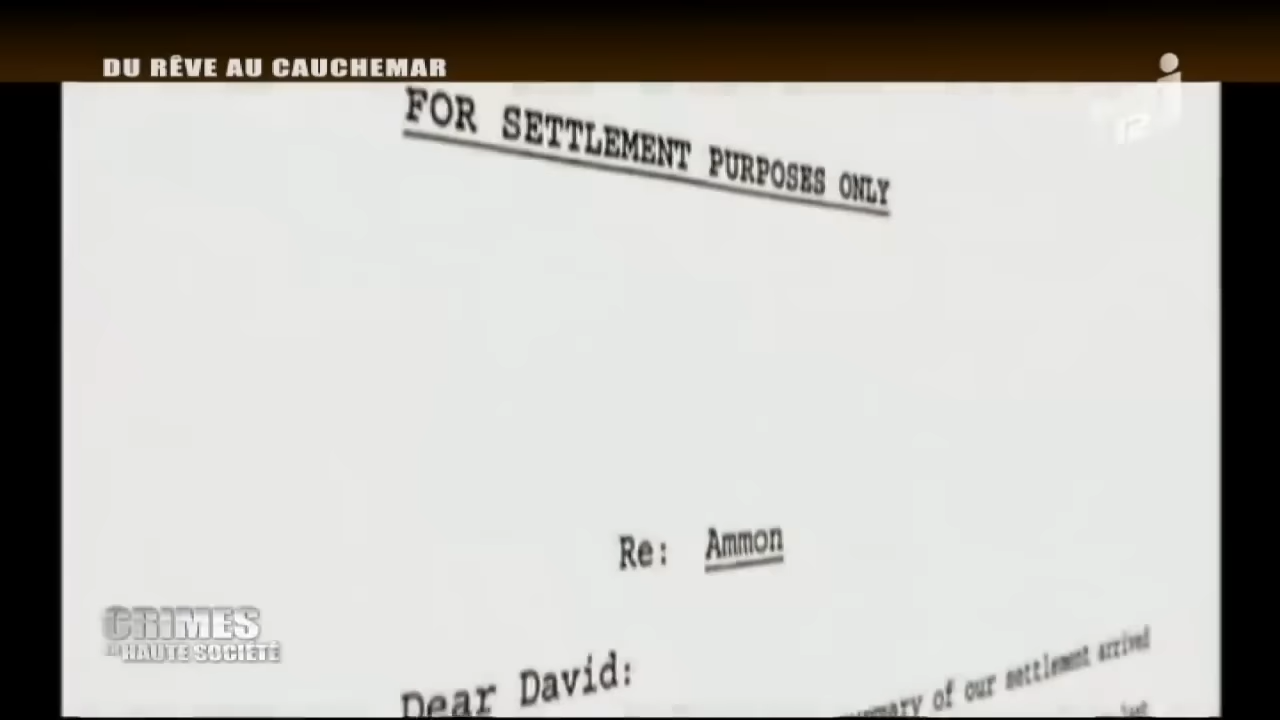 DU RÊVE AU CAUCHEMAR
FOR SETTLEMENT PURPOSES ONLY
Re: Ammon
Dear David:
of our settlement arrived
CRIMES
HAUTE SOCIÉTÉ